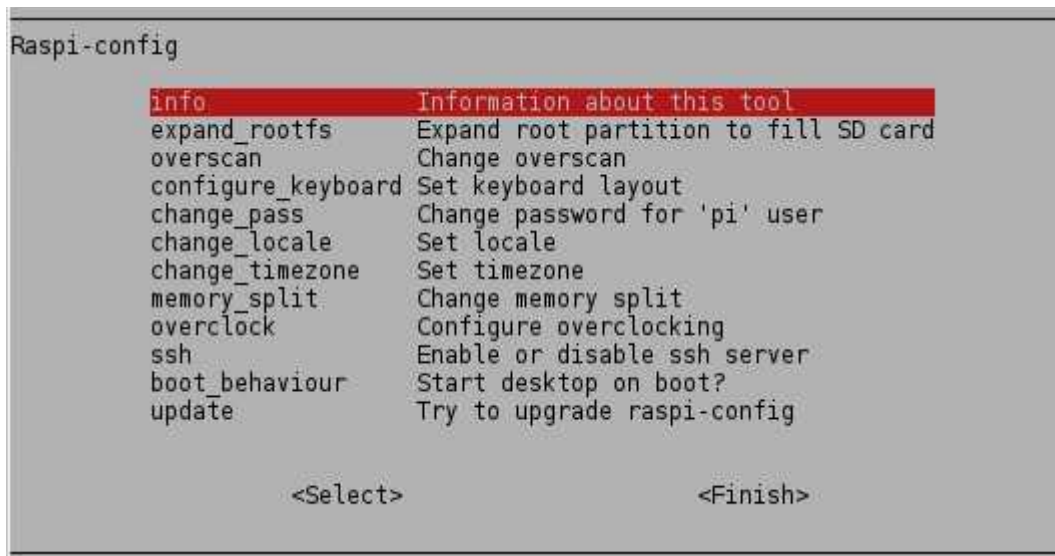 Raspi-config
info Information about this tool
expand_rootfs Expand root partition to fill SD card
overscan Change overscan
configure_keyboard Set keyboard layout
change_pass Change password for 'pi' user
change_locale Set locale
change_timezone Set timezone
memory_split Change memory split
overclock Configure overclocking
ssh Enable or disable ssh server
boot_behaviour Start desktop on boot?
update Try to upgrade raspi-config
<Select> <Finish>